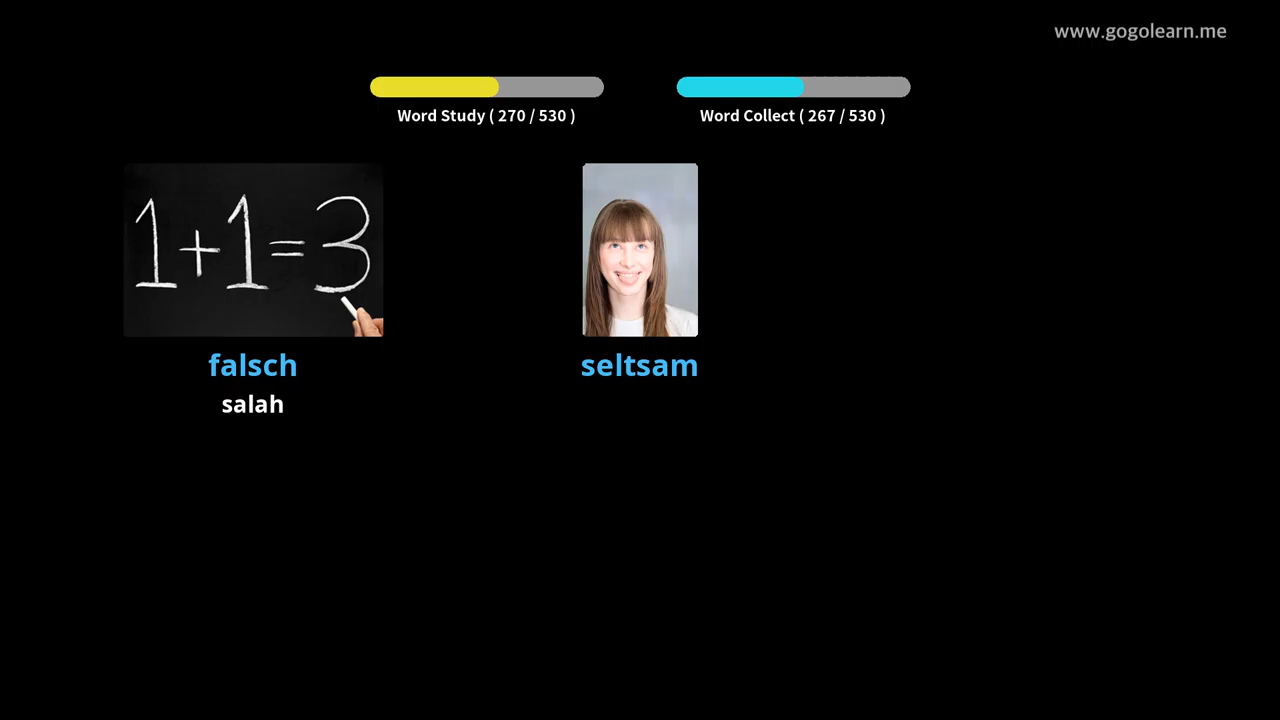 www.gogolearn.me
Word Study ( 270 / 530 )
Word Collect ( 267 / 530 )
1+1=3
falsch
salah
seltsam